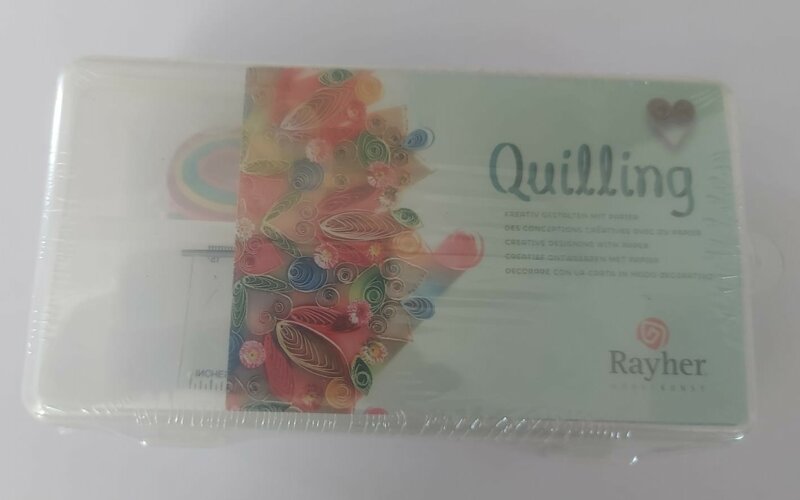 Quilling
KREATIV GESTALTEN MIT PAPIER
DES CONCEPTIONS CRÉATIVES AVEC DU PAPIER
CREATIVE DESIGNING WITH PAPER
CREATIEF ONTWERPEN MET PAPIER
DECORARE CON LA CARTA IN MODO DECORATIVO
Rayher
INCHES